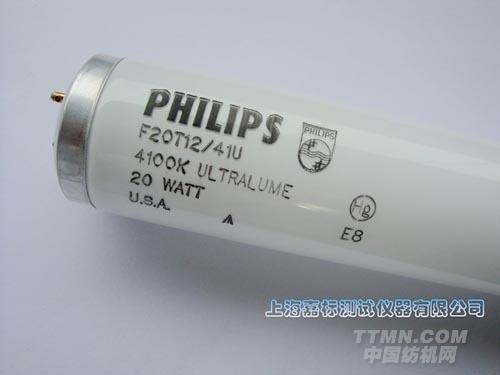 PHILIPS
F20T12/41U
4100K ULTRALUME
20 WATT
U.S.A.
PHILIPS
Hg
E8
上海嘉标测试仪器有限公司
TTMN.COM
中国纺机网